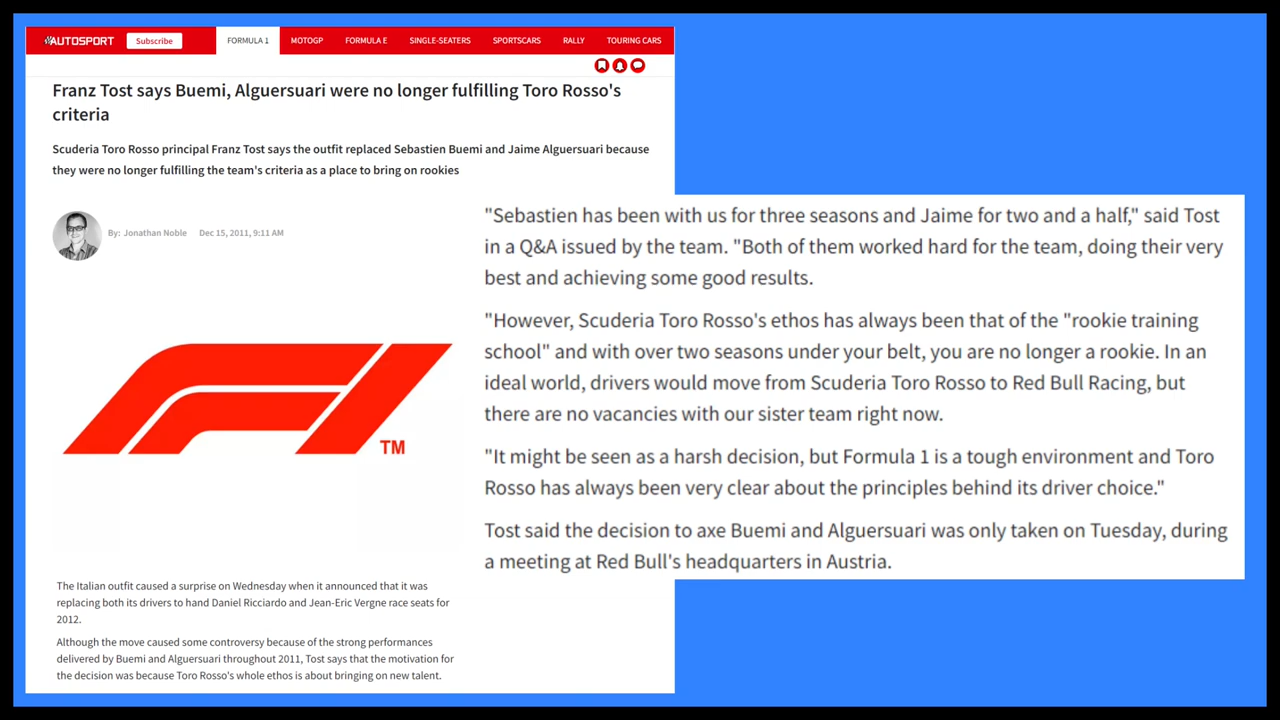 AUTOSPORT
Subscribe
FORMULA 1
MOTOGP
FORMULA E
SINGLE-SEATERS
SPORTSCARS
RALLY
TOURING CARS
Franz Tost says Buemi, Alguersuari were no longer fulfilling Toro Rosso's
criteria
Scuderia Toro Rosso principal Franz Tost says the outfit replaced Sebastien Buemi and Jaime Alguersuari because
they were no longer fulfilling the team's criteria as a place to bring on rookies
By: Jonathan Noble Dec 15, 2011, 9:11 AM
F1
TM
The Italian outfit caused a surprise on Wednesday when it announced that it was
replacing both its drivers to hand Daniel Ricciardo and Jean-Eric Vergne race seats for
2012.
Although the move caused some controversy because of the strong performances
delivered by Buemi and Alguersuari throughout 2011, Tost says that the motivation for
the decision was because Toro Rosso's whole ethos is about bringing on new talent.
"Sebastien has been with us for three seasons and Jaime for two and a half," said Tost
in a Q&A issued by the team. "Both of them worked hard for the team, doing their very
best and achieving some good results.
"However, Scuderia Toro Rosso's ethos has always been that of the "rookie training
school" and with over two seasons under your belt, you are no longer a rookie. In an
ideal world, drivers would move from Scuderia Toro Rosso to Red Bull Racing, but
there are no vacancies with our sister team right now.
"It might be seen as a harsh decision, but Formula 1 is a tough environment and Toro
Rosso has always been very clear about the principles behind its driver choice."
Tost said the decision to axe Buemi and Alguersuari was only taken on Tuesday, during
a meeting at Red Bull's headquarters in Austria.